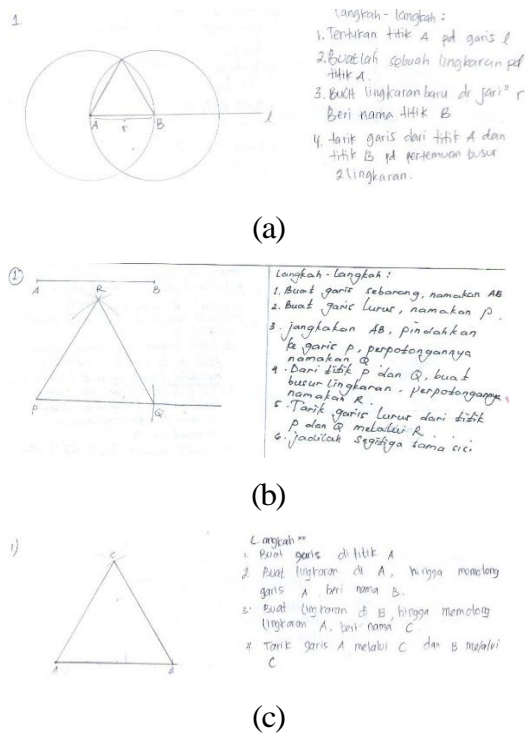 1.
A
r
B
l
Langkah - langkah :
1. Tentukan titik A pd garis l
2. Buatlah sebuah lingkaran pd
titik A.
3. Buat lingkaran baru dr jari² r
Beri nama titik B
4. tarik garis dari titik A dan
titik B pd pertemuan busur
2 lingkaran.
(a)
1
A
B
R
P
Q
Langkah - Langkah :
1. Buat garis sebarang, namakan AB
2. Buat garis lurus, namakan P.
3. jangkakan AB, pindahkan
ke garis P, perpotongannya
namakan Q.
4. Dari titik P dan Q, buat
busur lingkaran, perpotongannya
namakan R.
5. Tarik garis lurus dari titik
P dan Q melalui R.
6. jadilah segitiga sama sisi
(b)
1)
C
A
B
Langkah"
1. Buat garis di titik A
2. Buat lingkaran di A, hingga memotong
garis A beri nama B.
3. Buat lingkaran di B, hingga memotong
lingkaran A, beri nama C
4. Tarik garis A melalui C dan B melalui
C
(c)